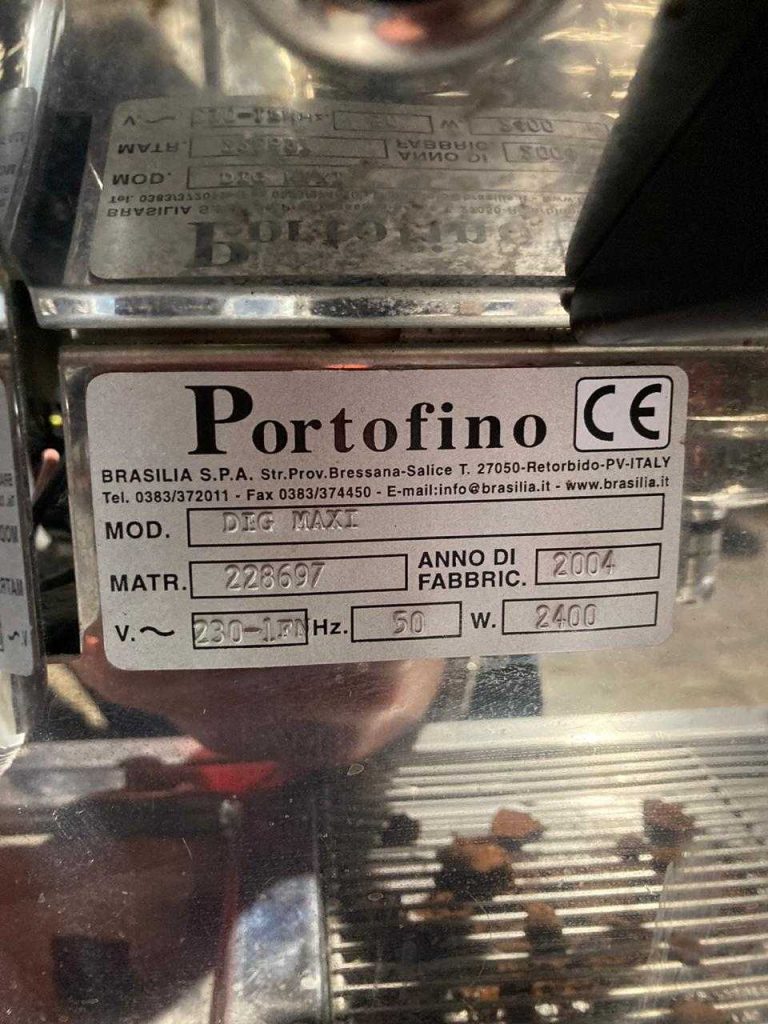 Portofino CE
BRASILIA S.P.A. Str.Prov.Bressana-Salice T. 27050-Retorbido-PV-ITALY
Tel. 0383/372011 - Fax 0383/374450 - E-mail:info@brasilia.it - www.brasilia.it
MOD. DIG MAXI
MATR. 228697 ANNO DI FABBRIC. 2004
V.~ 230-1FN Hz. 50 W. 2400